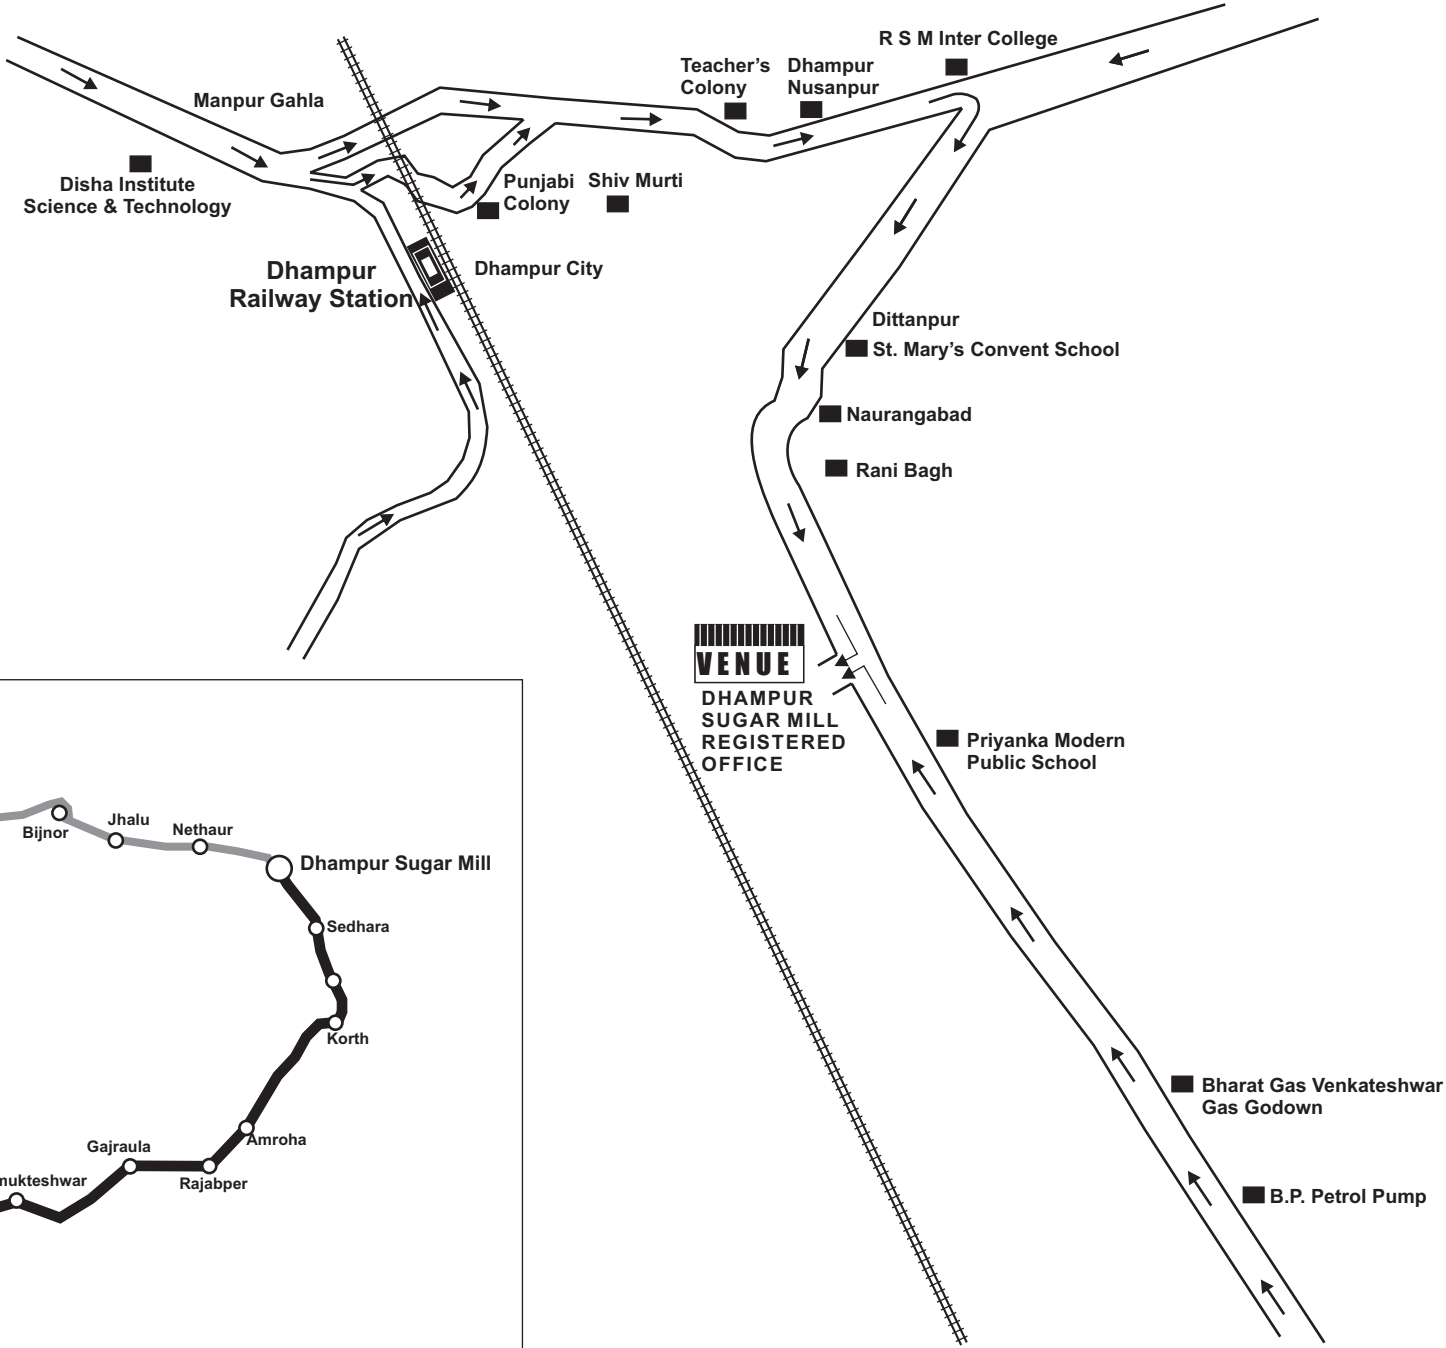 R S M Inter College
Teacher's
Colony
Dhampur
Nusanpur
Manpur Gahla
Disha Institute
Science & Technology
Punjabi
Colony
Shiv Murti
Dhampur
Railway Station
Dhampur City
Dittanpur
St. Mary's Convent School
Naurangabad
Rani Bagh
VENUE
DHAMPUR
SUGAR MILL
REGISTERED
OFFICE
Priyanka Modern
Public School
Bijnor
Jhalu
Nethaur
Dhampur Sugar Mill
Sedhara
Korth
Amroha
Gajraula
Rajabper
mukteshwar
Bharat Gas Venkateshwar
Gas Godown
B.P. Petrol Pump